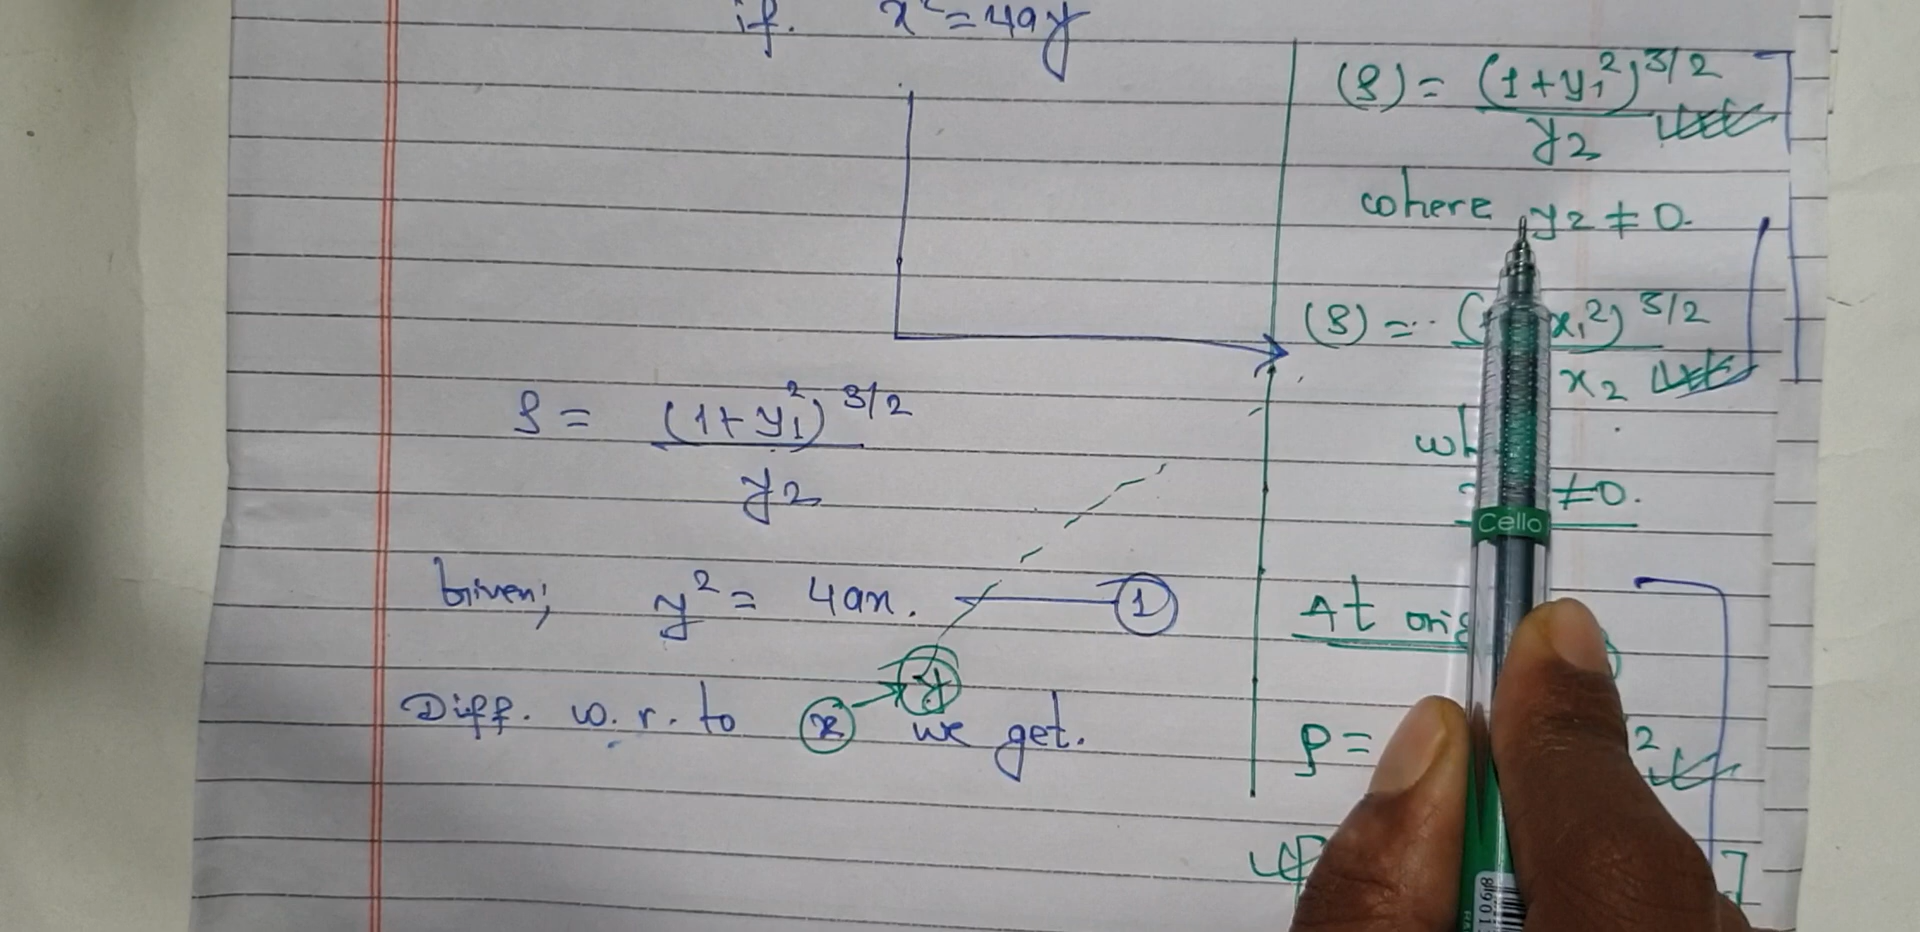 if. x² = 4ay
ρ = (1+y₁²)^3/2 / y₂
Given; y² = 4ax. ①
Diff. w.r. to x y we get.
(ρ) = (1+y₁²)^3/2 / y₂
where y₂ ≠ 0.
(ρ) = ( x₁²)^3/2 / x₂
≠0.
At
ρ =
2
Cello